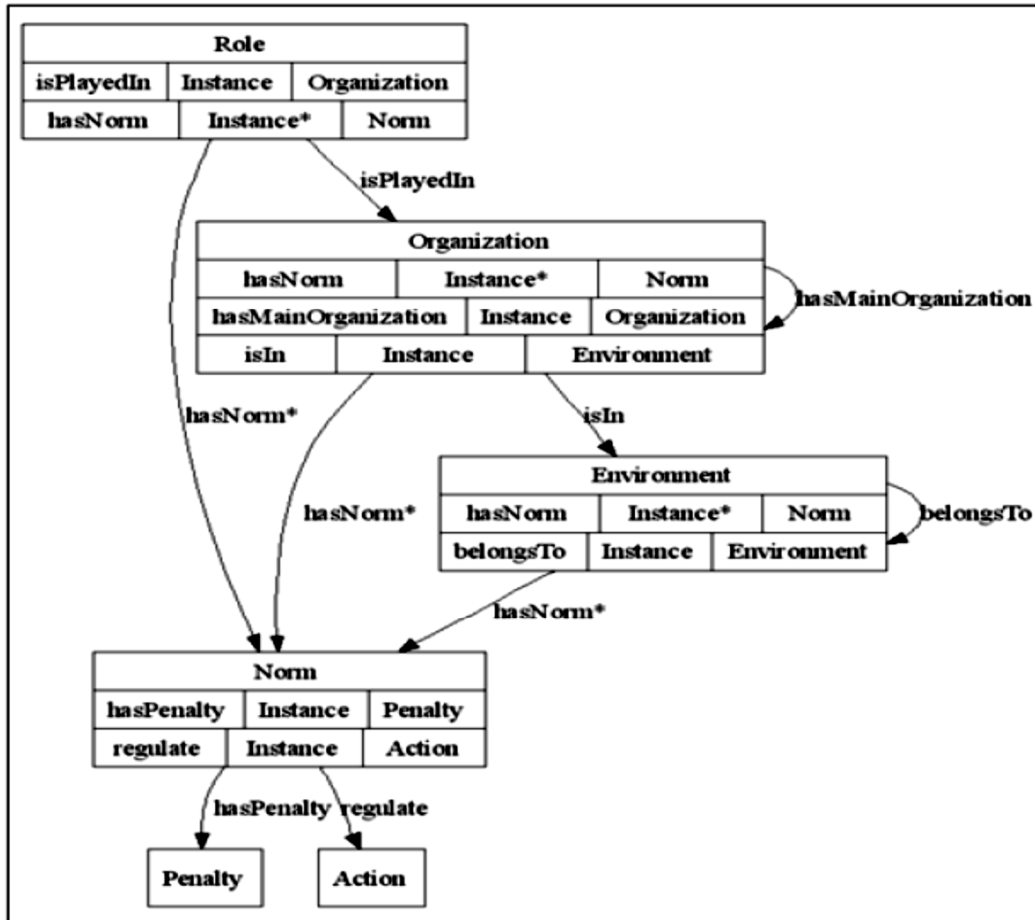 Role
isPlayedIn Instance Organization
hasNorm Instance* Norm
isPlayedIn
Organization
hasNorm Instance* Norm
hasMainOrganization Instance Organization
hasMainOrganization
isIn Instance Environment
hasNorm*
isIn
Environment
hasNorm*
hasNorm Instance* Norm
belongsTo
belongsTo Instance Environment
hasNorm*
Norm
hasPenalty Instance Penalty
regulate Instance Action
hasPenalty regulate
Penalty Action